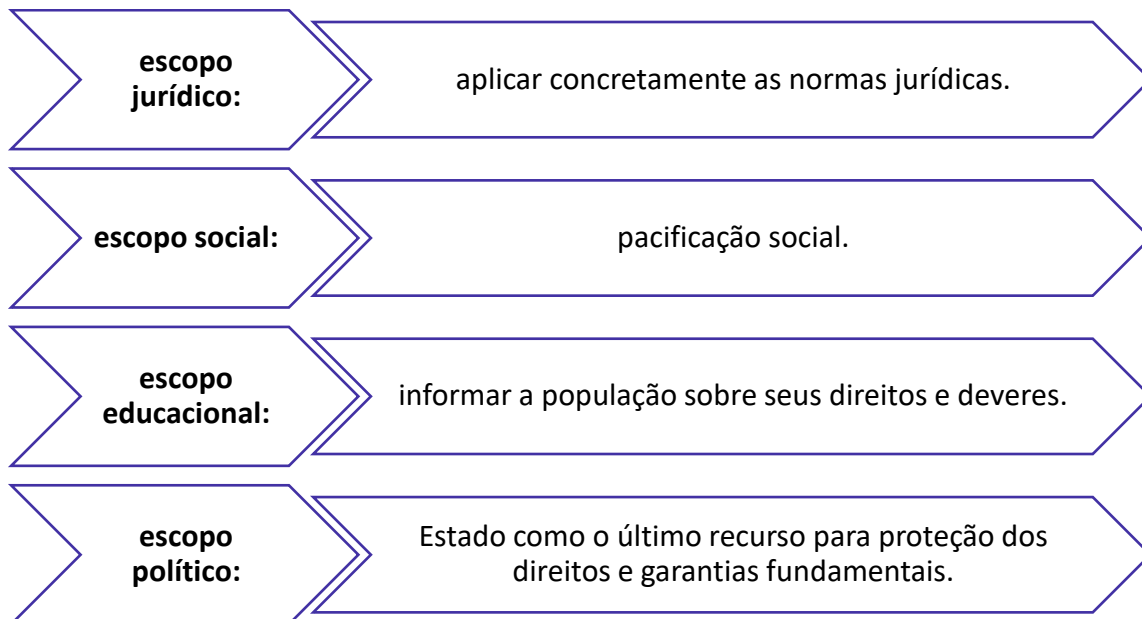 escopo
jurídico:
aplicar concretamente as normas jurídicas.
escopo social:
pacificação social.
escopo
educacional:
informar a população sobre seus direitos e deveres.
escopo
político:
Estado como o último recurso para proteção dos
direitos e garantias fundamentais.